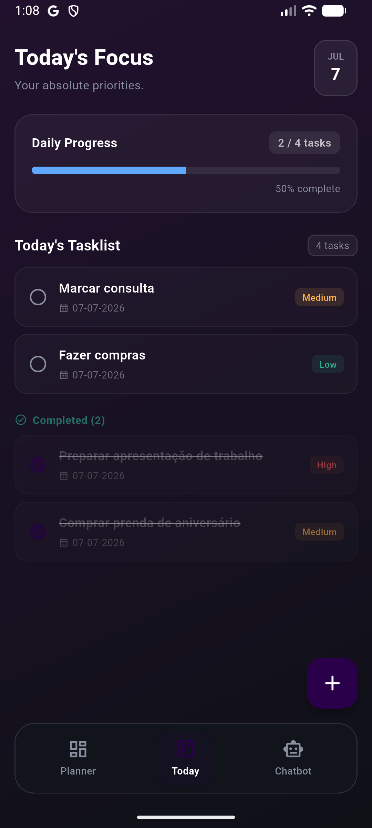 1:08
Today's Focus
Your absolute priorities.
JUL
7
Daily Progress
2 / 4 tasks
50% complete
Today's Tasklist
4 tasks
Marcar consulta
07-07-2026
Medium
Fazer compras
07-07-2026
Low
Completed (2)
Preparar apresentação de trabalho
07-07-2026
High
Comprar prenda de aniversário
07-07-2026
Medium
+
Planner
Today
Chatbot